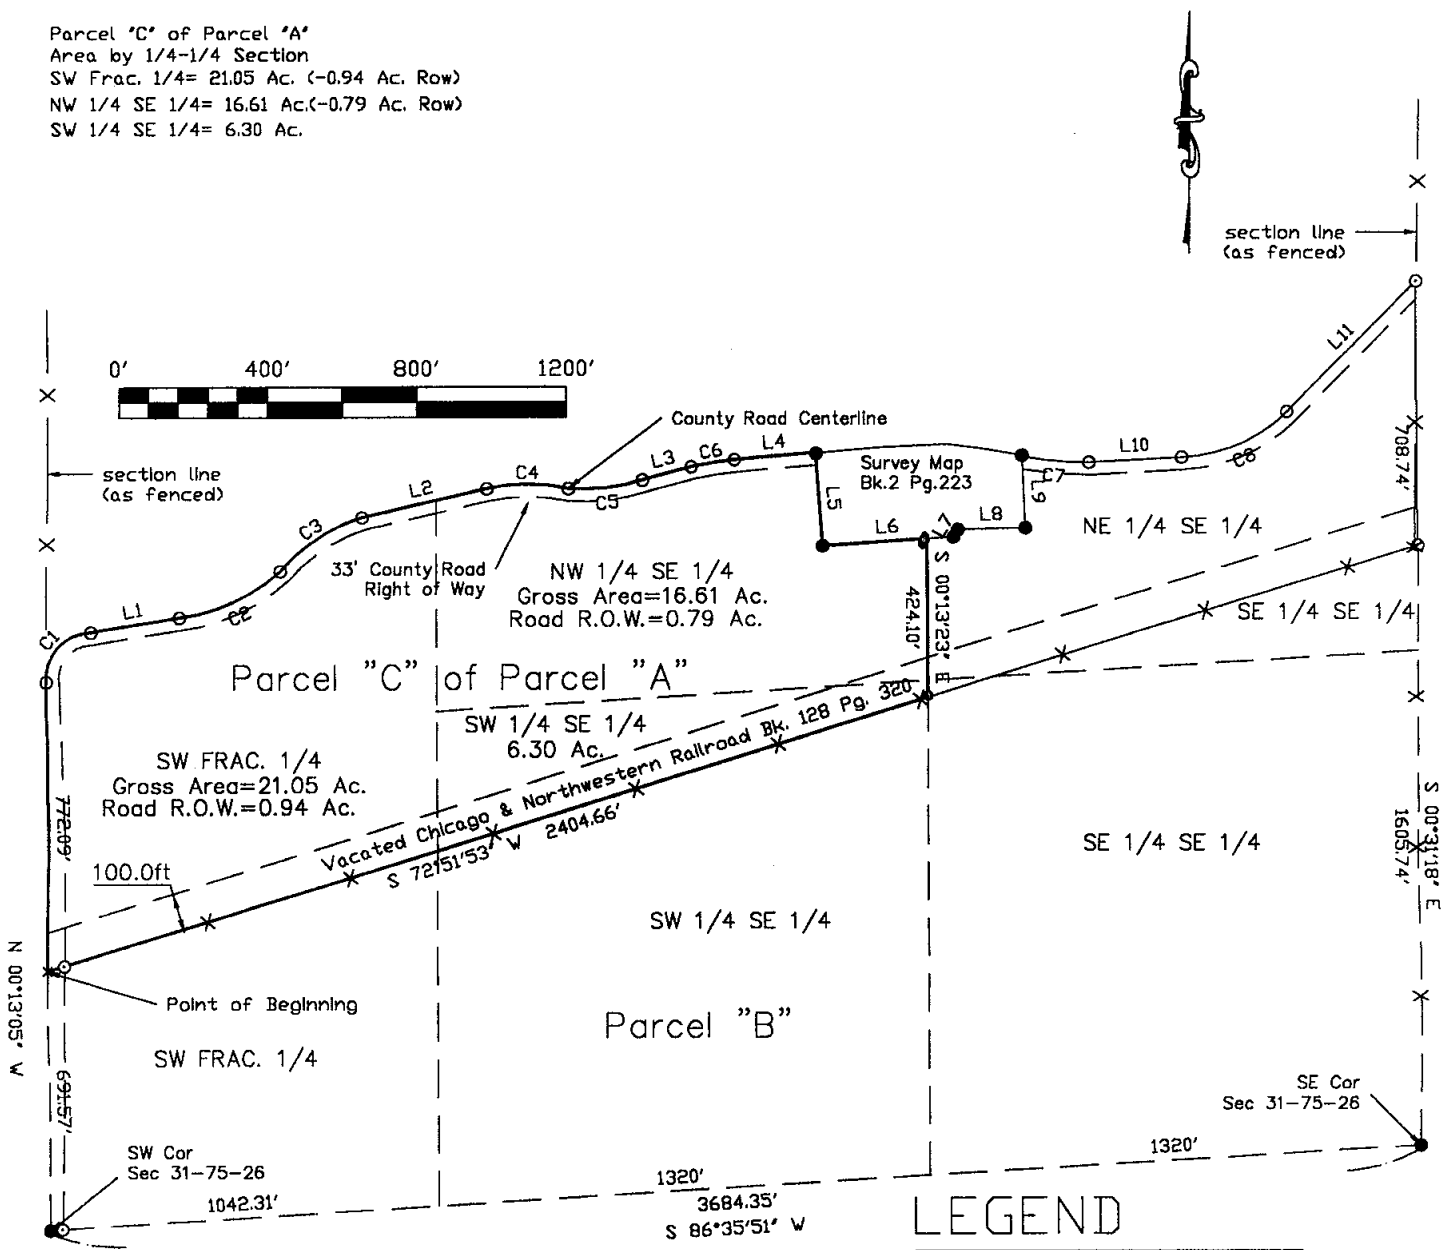 Parcel "C" of Parcel "A"
Area by 1/4-1/4 Section
SW Frac. 1/4= 21.05 Ac. (-0.94 Ac. Row)
NW 1/4 SE 1/4= 16.61 Ac.(-0.79 Ac. Row)
SW 1/4 SE 1/4= 6.30 Ac.
section line
(as fenced)
0' 400' 800' 1200'
County Road Centerline
section line
(as fenced)
L11
L10
C8
C7
L4
C6
L3
C5
C4
L2
C3
C2
L1
C1
Survey Map
Bk.2 Pg.223
L5
L6
L7
L8
L9
708.74'
33' County Road
Right of Way
NW 1/4 SE 1/4
Gross Area=16.61 Ac.
Road R.O.W.=0.79 Ac.
NE 1/4 SE 1/4
SE 1/4 SE 1/4
424.10'
S 00°13'23" E
Parcel "C" of Parcel "A"
SW 1/4 SE 1/4
6.30 Ac.
SW FRAC. 1/4
Gross Area=21.05 Ac.
Road R.O.W.=0.94 Ac.
772.09'
Vacated Chicago & Northwestern Railroad Bk. 128 Pg. 320
S 72°51'53" W 2404.66'
100.0ft
SE 1/4 SE 1/4
SW 1/4 SE 1/4
S 00°31'18" E
1605.74'
N 00°13'05" W
Point of Beginning
Parcel "B"
SW FRAC. 1/4
691.57'
SE Cor
Sec 31-75-26
SW Cor
Sec 31-75-26
1042.31'
1320'
1320'
3684.35'
S 86°35'51" W
LEGEND